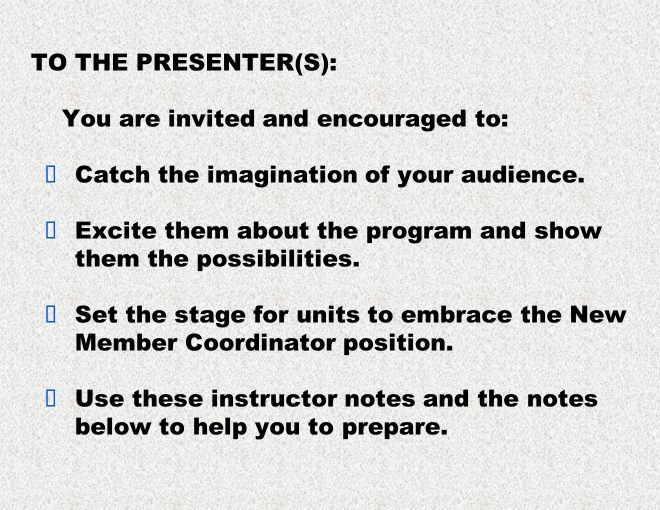 TO THE PRESENTER(S):
You are invited and encouraged to:
▯ Catch the imagination of your audience.
▯ Excite them about the program and show
them the possibilities.
▯ Set the stage for units to embrace the New
Member Coordinator position.
▯ Use these instructor notes and the notes
below to help you to prepare.